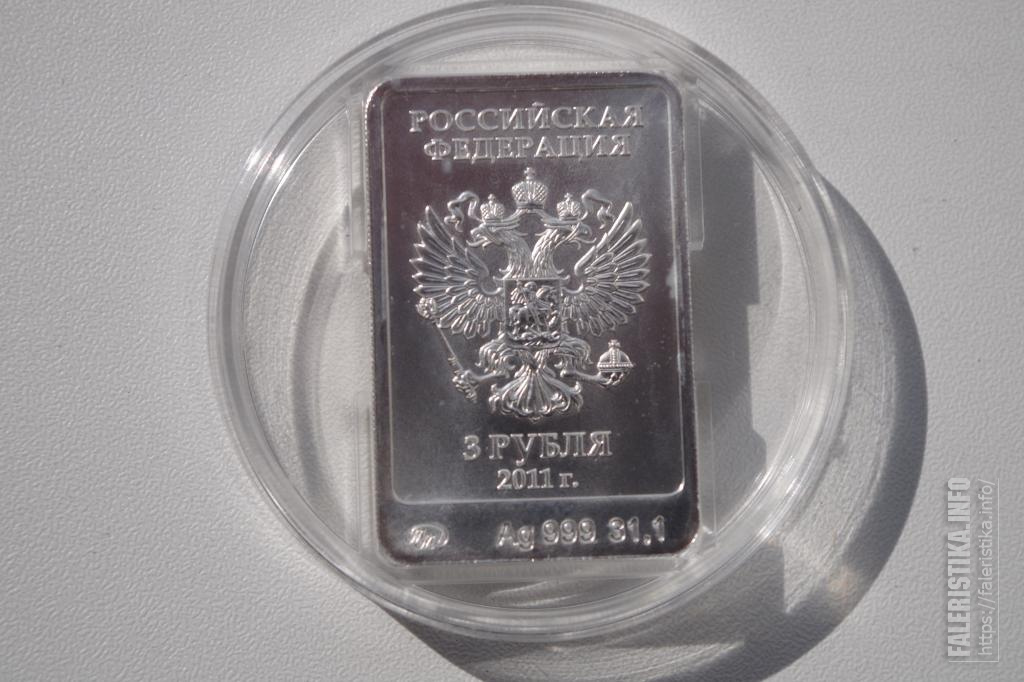 РОССИЙСКАЯ
ФЕДЕРАЦИЯ
3 РУБЛЯ
2011 г.
Ag 999 31,1
FALERISTIKA.INFO
https://faleristika.info/